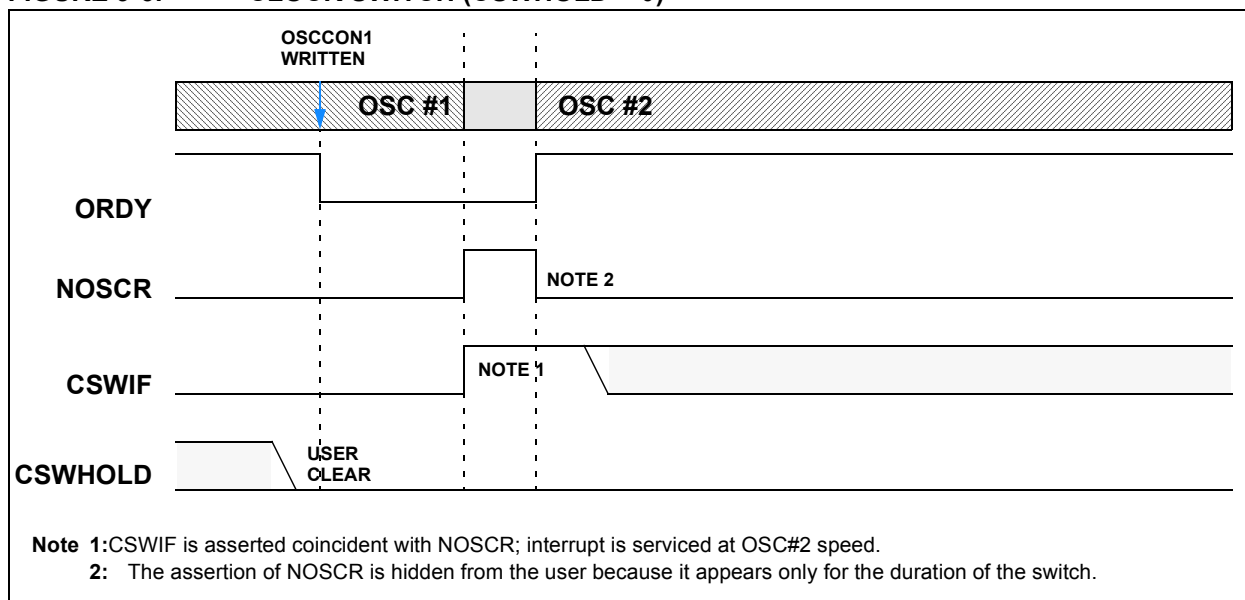 OSCCON1
WRITTEN
OSC #1
OSC #2
ORDY
NOSCR
NOTE 2
CSWIF
NOTE 1
CSWHOLD
USER
CLEAR
Note 1:CSWIF is asserted coincident with NOSCR; interrupt is serviced at OSC#2 speed.
2: The assertion of NOSCR is hidden from the user because it appears only for the duration of the switch.